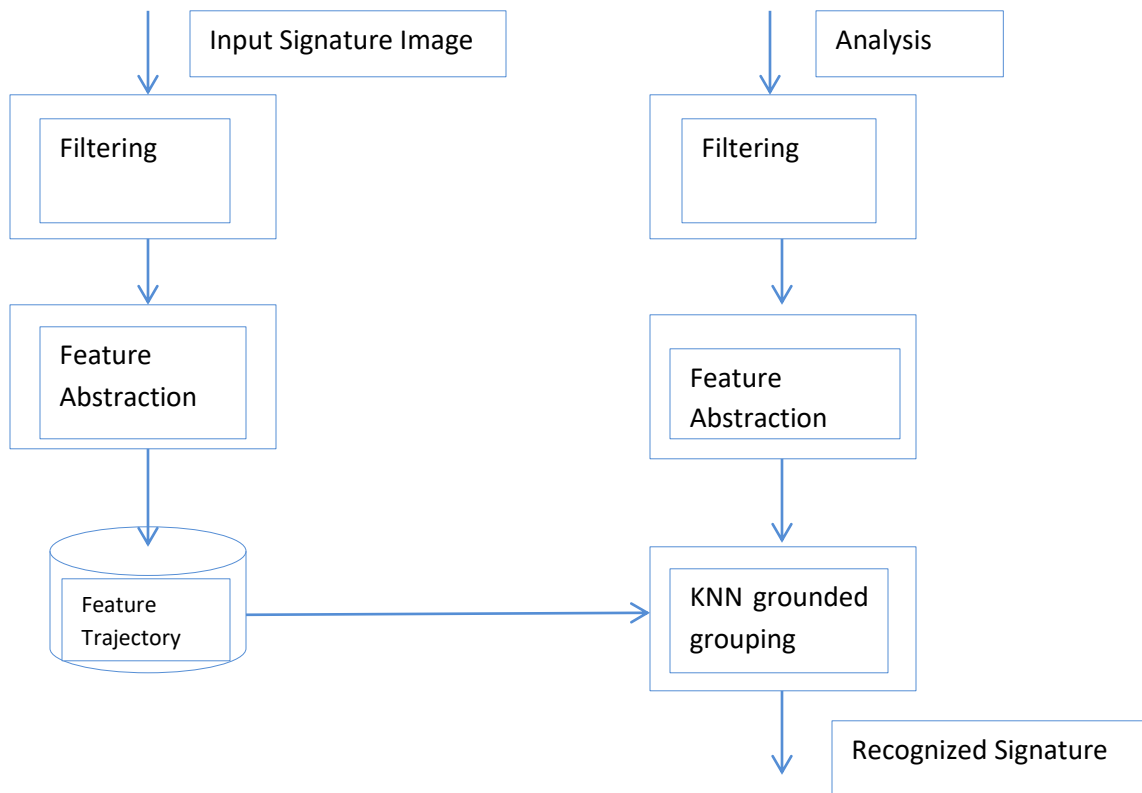 Input Signature Image
Analysis
Filtering
Filtering
Feature
Abstraction
Feature
Abstraction
Feature
Trajectory
KNN grounded
grouping
Recognized Signature